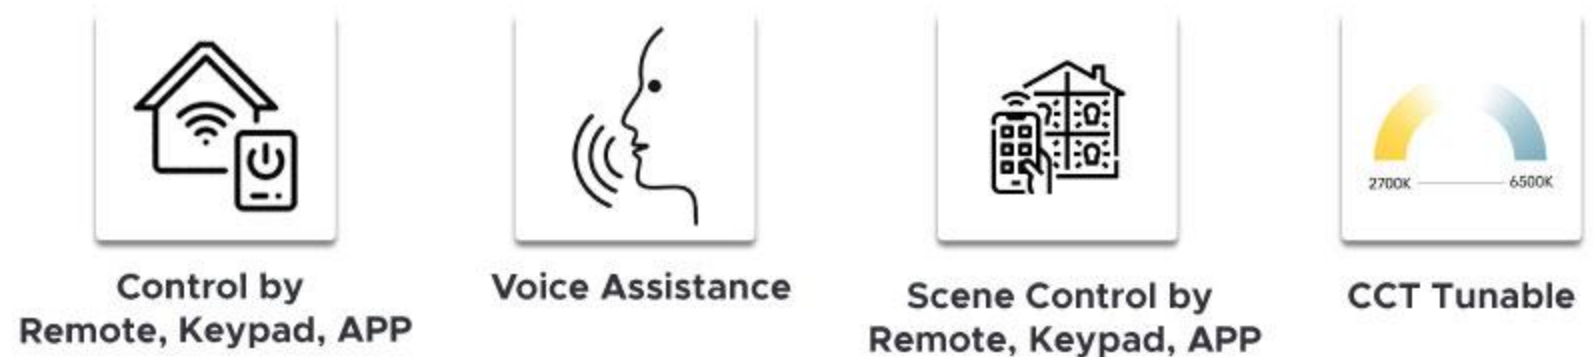 Control by
Remote, Keypad, APP
Voice Assistance
Scene Control by
Remote, Keypad, APP
2700K
6500K
CCT Tunable